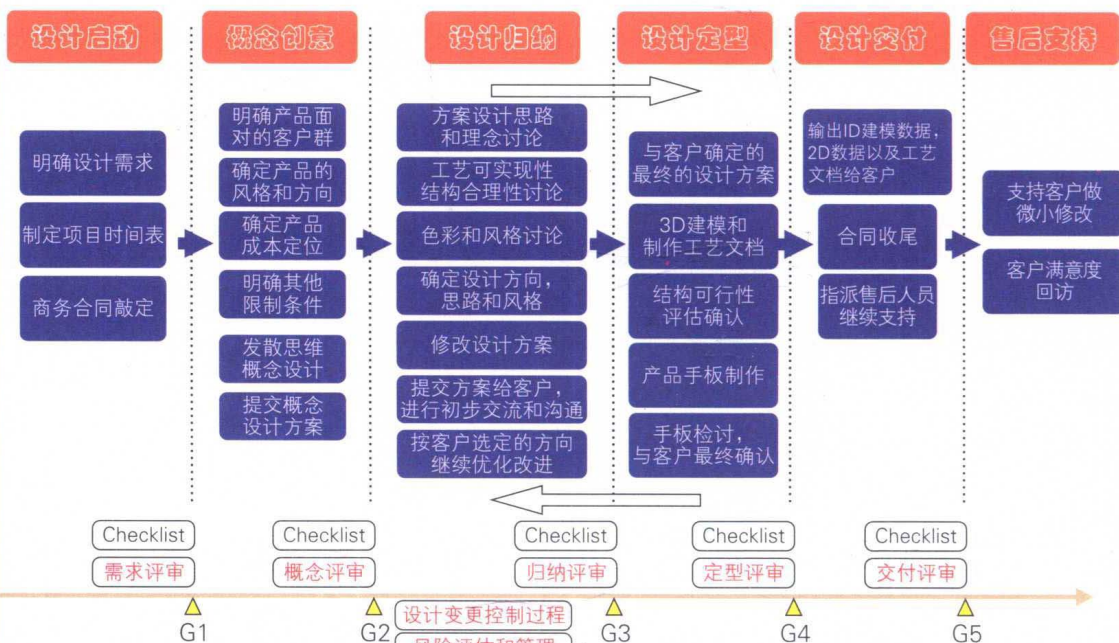 设计启动
概念创意
设计归纳
设计定型
设计交付
售后支持
明确设计需求
制定项目时间表
商务合同敲定
明确产品面
对的客户群
确定产品的
风格和方向
确定产品
成本定位
明确其他
限制条件
发散思维
概念设计
提交概念
设计方案
方案设计思路
和理念讨论
工艺可实现性
结构合理性讨论
色彩和风格讨论
确定设计方向，
思路和风格
修改设计方案
提交方案给客户，
进行初步交流和沟通
按客户选定的方向
继续优化改进
与客户确定的
最终的设计方案
3D建模和
制作工艺文档
结构可行性
评估确认
产品手板制作
手板检讨，
与客户最终确认
输出ID建模数据，
2D数据以及工艺
文档给客户
合同收尾
指派售后人员
继续支持
支持客户做
微小修改
客户满意度
回访
Checklist
需求评审
Checklist
概念评审
Checklist
归纳评审
Checklist
定型评审
Checklist
交付评审
G1
G2
设计变更控制过程
风险评估和管理
G3
G4
G5